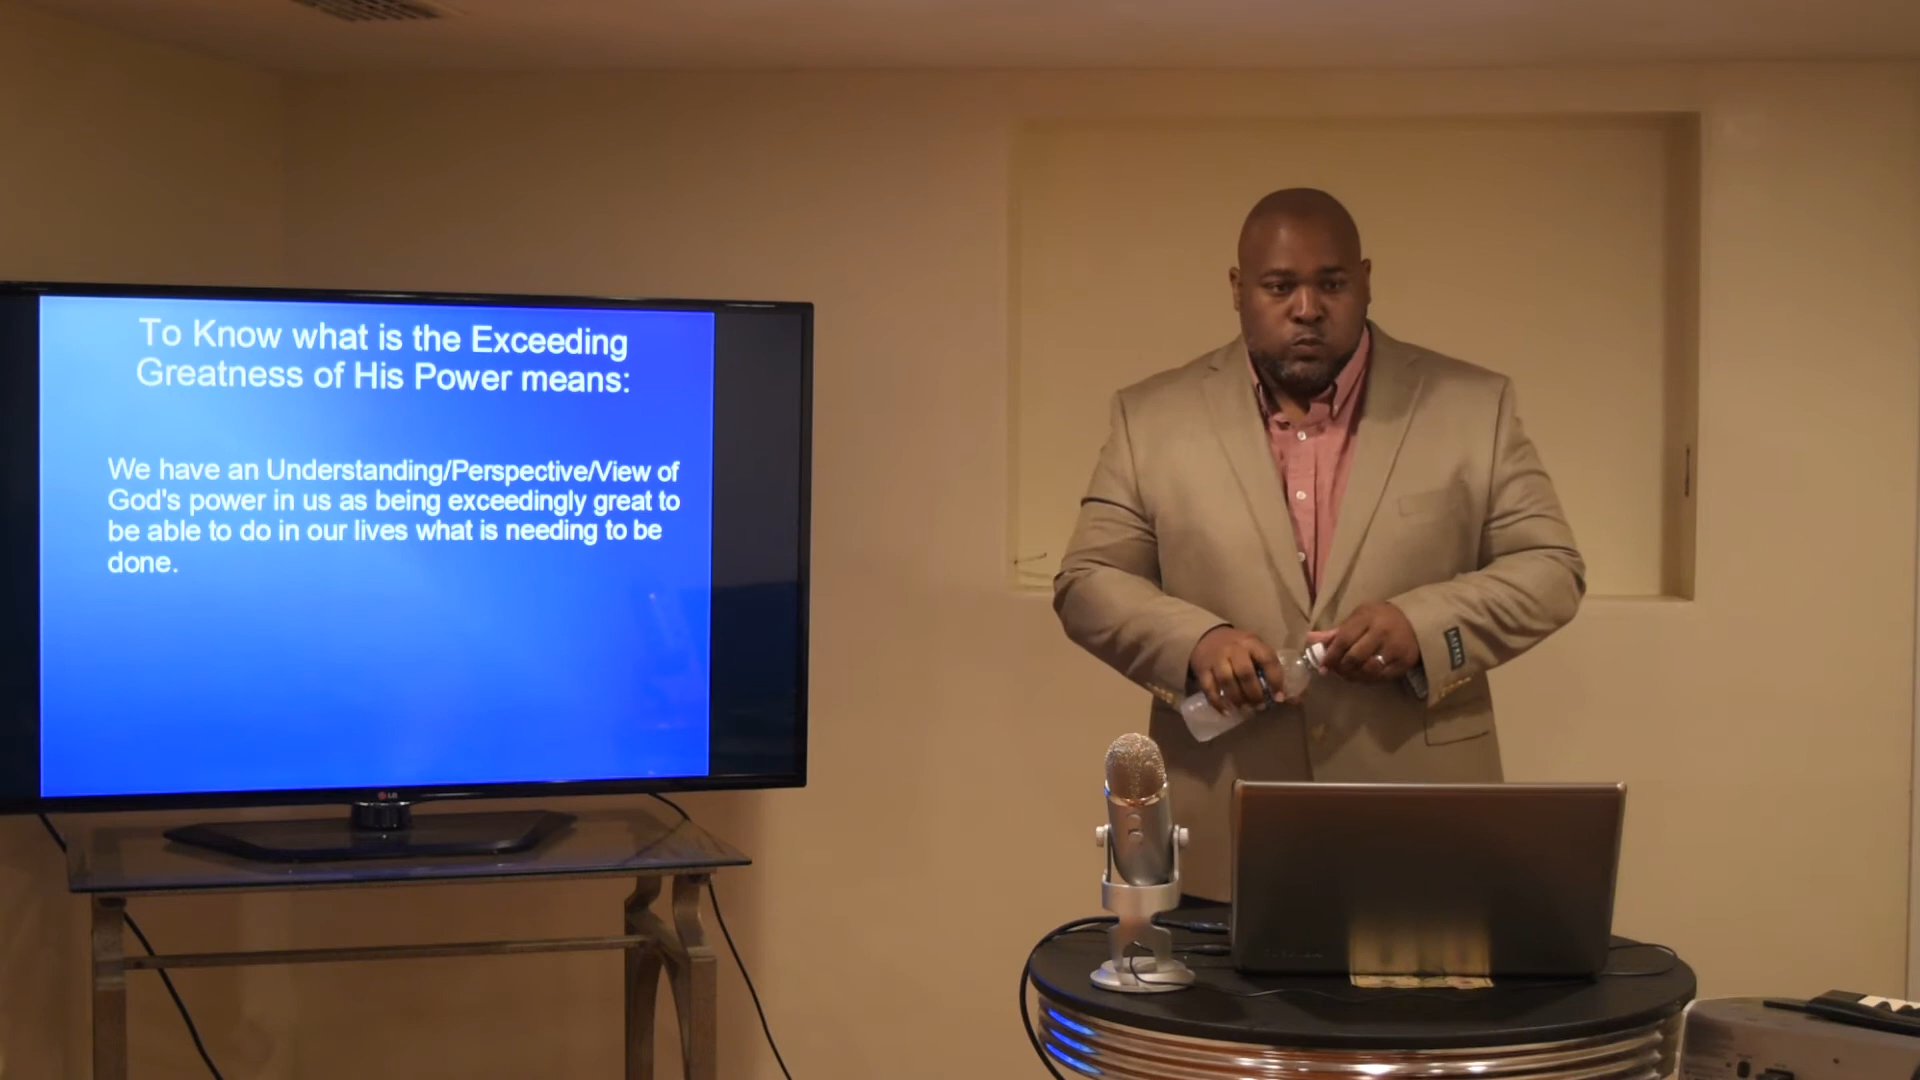 To Know what is the Exceeding
Greatness of His Power means:
We have an Understanding/Perspective/View of
God's power in us as being exceedingly great to
be able to do in our lives what is needing to be
done.
LG